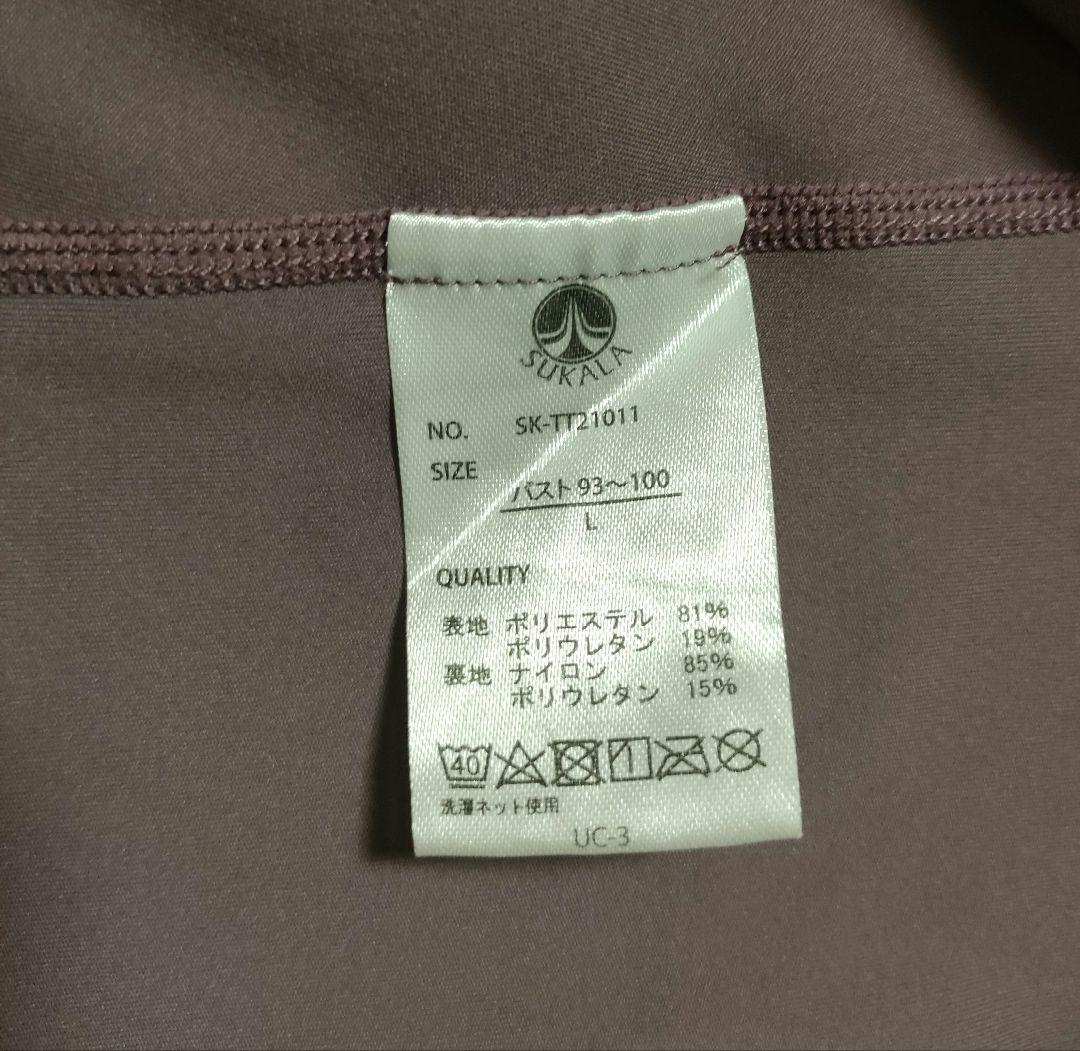 SUKALA
NO. SK-TT21011
SIZE バスト 93～100
L
QUALITY
表地 ポリエステル 81%
ポリウレタン 19%
裏地 ナイロン 85%
ポリウレタン 15%
40
洗濯ネット使用
UC-3